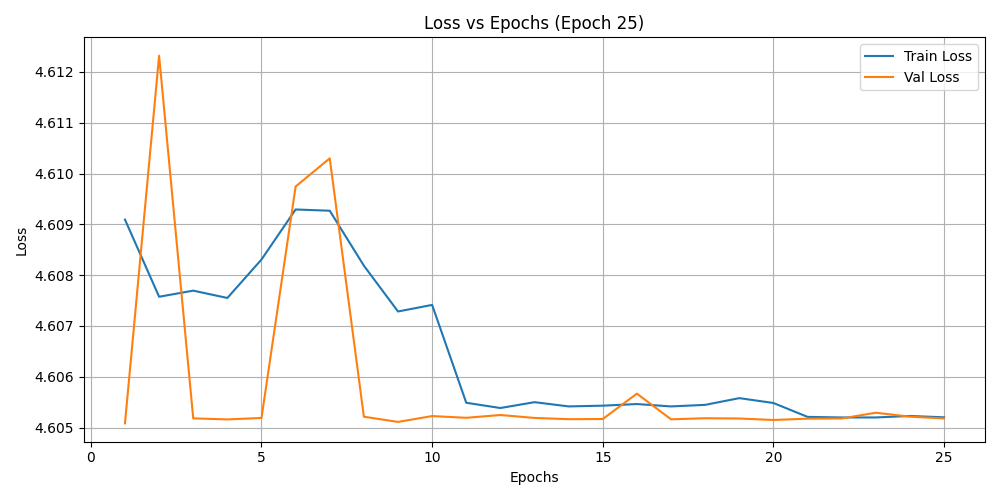 Loss vs Epochs (Epoch 25)
Train Loss
Val Loss
4.612
4.611
4.610
4.609
4.608
4.607
4.606
4.605
Loss
0 5 10 15 20 25
Epochs